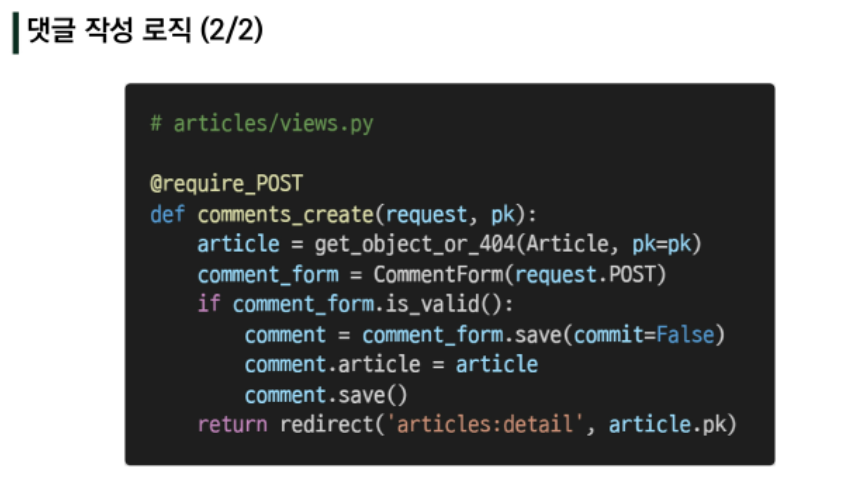 댓글 작성 로직 (2/2)
# articles/views.py
@require_POST
def comments_create(request, pk):
    article = get_object_or_404(Article, pk=pk)
    comment_form = CommentForm(request.POST)
    if comment_form.is_valid():
        comment = comment_form.save(commit=False)
        comment.article = article
        comment.save()
    return redirect('articles:detail', article.pk)